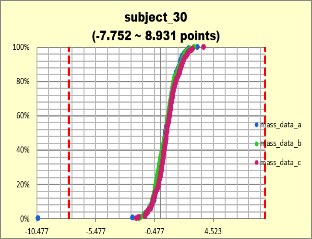 subject_30
(-7.752 ~ 8.931 points)
100%
80%
60%
40%
20%
0%
-10.477
-5.477
-0.477
4.523
mass_data_a
mass_data_b
mass_data_c